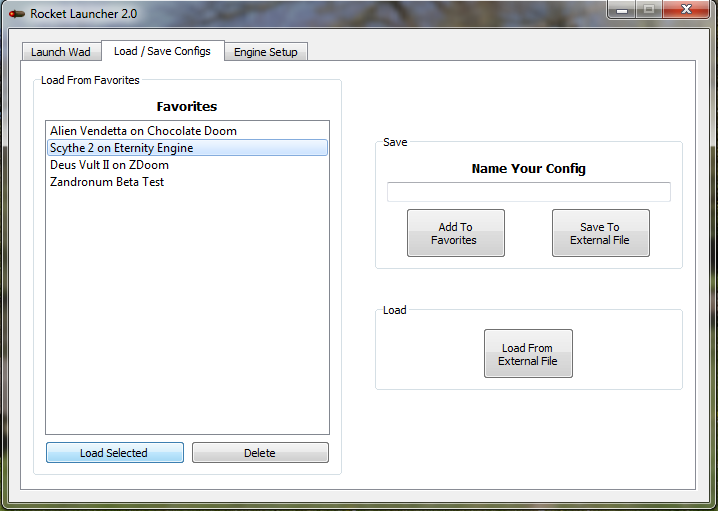 Rocket Launcher 2.0
Launch Wad
Load / Save Configs
Engine Setup
Load From Favorites
Favorites
Alien Vendetta on Chocolate Doom
Scythe 2 on Eternity Engine
Deus Vult II on ZDoom
Zandronum Beta Test
Load Selected
Delete
Save
Name Your Config
Add To
Favorites
Save To
External File
Load
Load From
External File